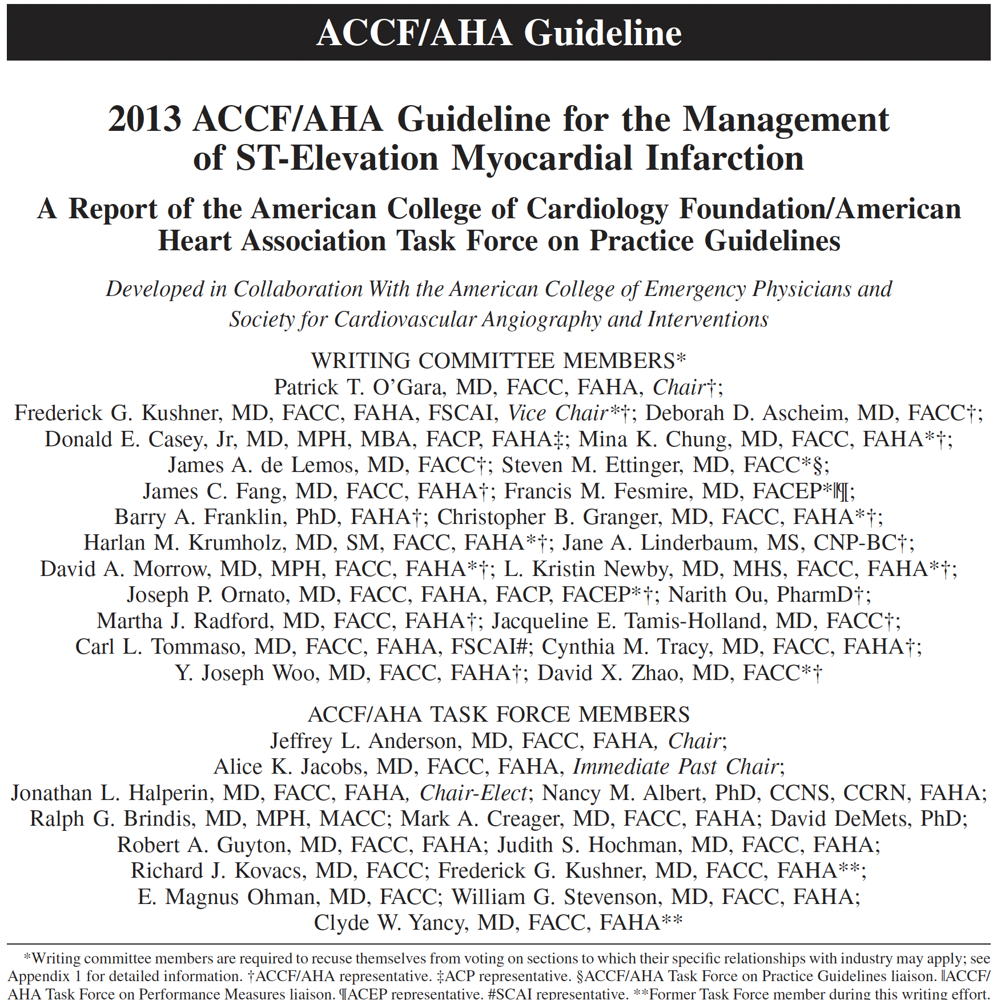 ACCF/AHA Guideline
2013 ACCF/AHA Guideline for the Management
of ST-Elevation Myocardial Infarction
A Report of the American College of Cardiology Foundation/American
Heart Association Task Force on Practice Guidelines
Developed in Collaboration With the American College of Emergency Physicians and
Society for Cardiovascular Angiography and Interventions
WRITING COMMITTEE MEMBERS*
Patrick T. O’Gara, MD, FACC, FAHA, Chair†;
Frederick G. Kushner, MD, FACC, FAHA, FSCAI, Vice Chair*†; Deborah D. Ascheim, MD, FACC†;
Donald E. Casey, Jr, MD, MPH, MBA, FACP, FAHA‡; Mina K. Chung, MD, FACC, FAHA*†;
James A. de Lemos, MD, FACC†; Steven M. Ettinger, MD, FACC*§;
James C. Fang, MD, FACC, FAHA†; Francis M. Fesmire, MD, FACEP*‖¶;
Barry A. Franklin, PhD, FAHA†; Christopher B. Granger, MD, FACC, FAHA*†;
Harlan M. Krumholz, MD, SM, FACC, FAHA*†; Jane A. Linderbaum, MS, CNP-BC†;
David A. Morrow, MD, MPH, FACC, FAHA*†; L. Kristin Newby, MD, MHS, FACC, FAHA*†;
Joseph P. Ornato, MD, FACC, FAHA, FACP, FACEP*†; Narith Ou, PharmD†;
Martha J. Radford, MD, FACC, FAHA†; Jacqueline E. Tamis-Holland, MD, FACC†;
Carl L. Tommaso, MD, FACC, FAHA, FSCAI#; Cynthia M. Tracy, MD, FACC, FAHA†;
Y. Joseph Woo, MD, FACC, FAHA†; David X. Zhao, MD, FACC*†
ACCF/AHA TASK FORCE MEMBERS
Jeffrey L. Anderson, MD, FACC, FAHA, Chair;
Alice K. Jacobs, MD, FACC, FAHA, Immediate Past Chair;
Jonathan L. Halperin, MD, FACC, FAHA, Chair-Elect; Nancy M. Albert, PhD, CCNS, CCRN, FAHA;
Ralph G. Brindis, MD, MPH, MACC; Mark A. Creager, MD, FACC, FAHA; David DeMets, PhD;
Robert A. Guyton, MD, FACC, FAHA; Judith S. Hochman, MD, FACC, FAHA;
Richard J. Kovacs, MD, FACC; Frederick G. Kushner, MD, FACC, FAHA**;
E. Magnus Ohman, MD, FACC; William G. Stevenson, MD, FACC, FAHA;
Clyde W. Yancy, MD, FACC, FAHA**
*Writing committee members are required to recuse themselves from voting on sections to which their specific relationships with industry may apply; see
Appendix 1 for detailed information. †ACCF/AHA representative. ‡ACP representative. §ACCF/AHA Task Force on Practice Guidelines liaison. ‖ACCF/
AHA Task Force on Performance Measures liaison. ¶ACEP representative. #SCAI representative. **Former Task Force member during this writing effort.